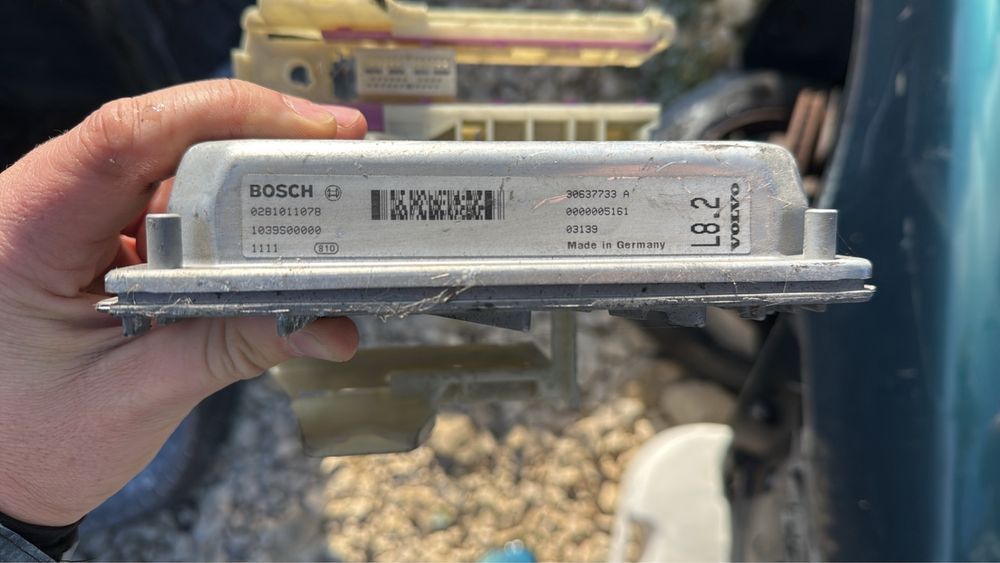 BOSCH
0281011078
1039S00000
1111 810
30637733 A
0000005161
03139
Made in Germany
L8.2
VOLVO